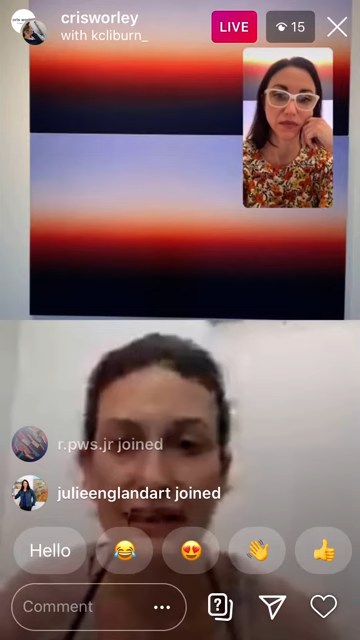 crisworley
with kcliburn_
LIVE
15
r.pws.jr joined
julieenglandart joined
Hello
Comment